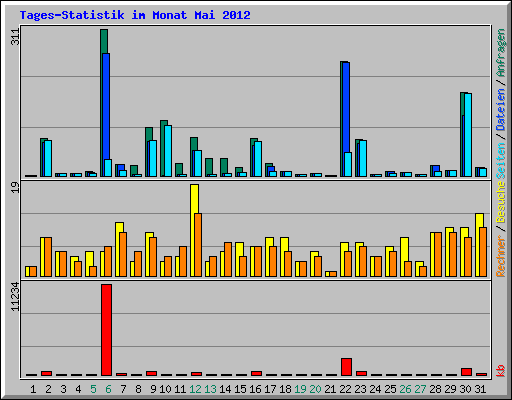 Tages-Statistik im Monat Mai 2012
311
19
11234
Rechner / Besuche Seiten / Dateien / Anfragen
kb
1 2 3 4 5 6 7 8 9 10 11 12 13 14 15 16 17 18 19 20 21 22 23 24 25 26 27 28 29 30 31